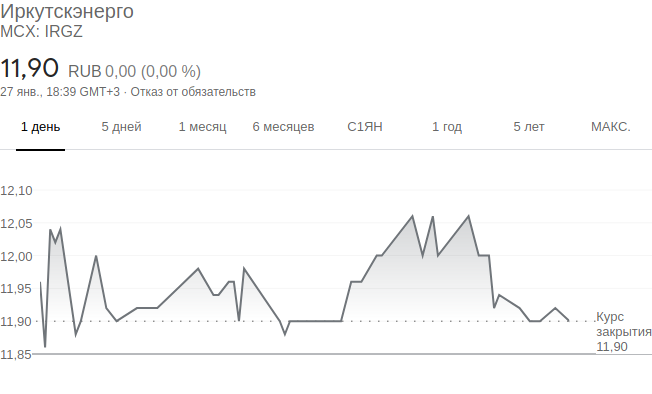 Иркутскэнерго
MCX: IRGZ
11,90 RUB 0,00 (0,00 %)
27 янв., 18:39 GMT+3 · Отказ от обязательств
1 день 5 дней 1 месяц 6 месяцев С1ЯН 1 год 5 лет МАКС.
12,10
12,05
12,00
11,95
11,90
11,85
Курс
закрытия
11,90